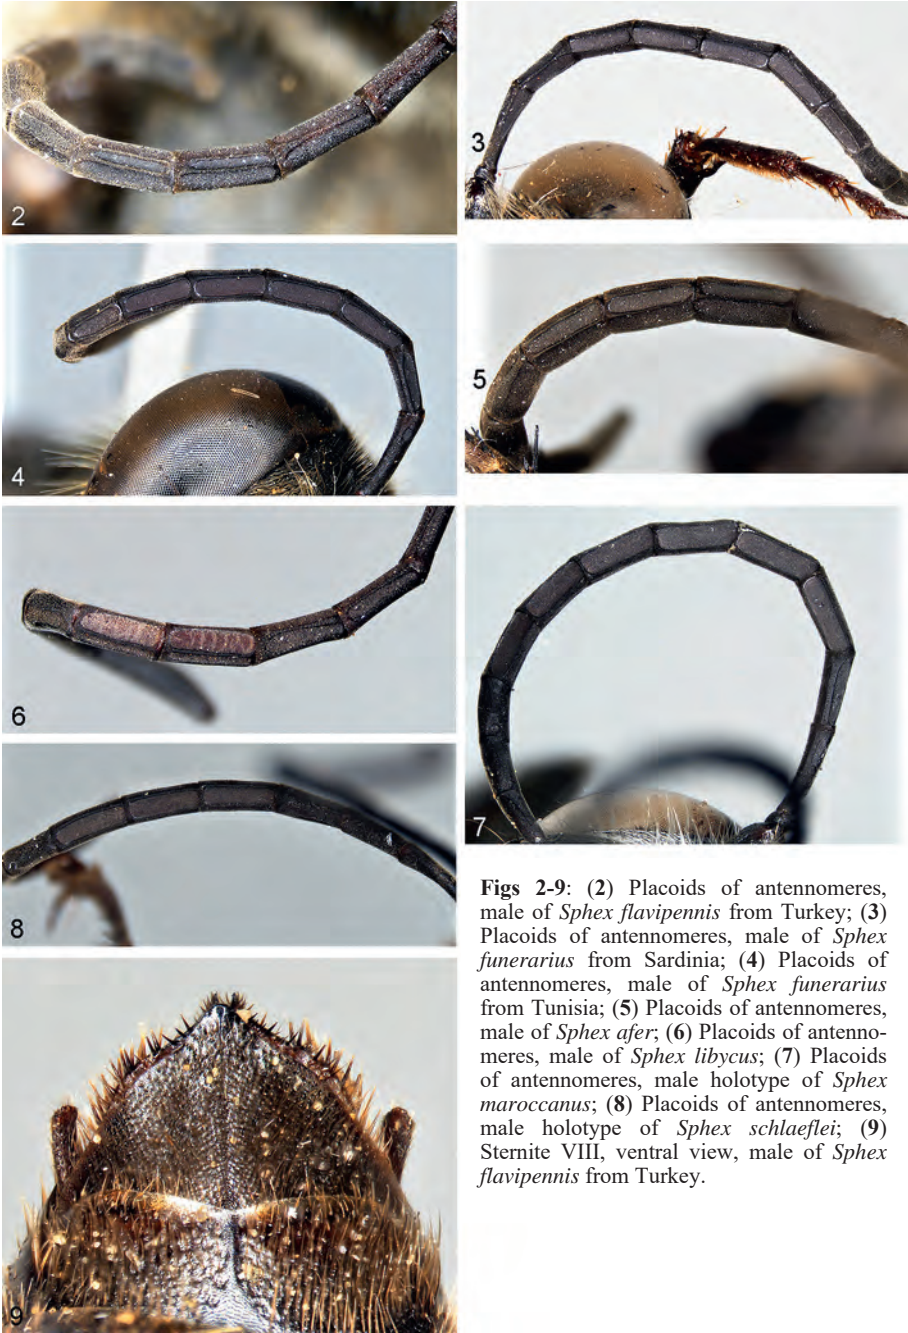 2
3
4
5
6
7
8
9
Figs 2-9: (2) Placoids of antennomeres,
male of Sphex flavipennis from Turkey; (3)
Placoids of antennomeres, male of Sphex
funerarius from Sardinia; (4) Placoids of
antennomeres, male of Sphex funerarius
from Tunisia; (5) Placoids of antennomeres,
male of Sphex afer; (6) Placoids of antenno-
meres, male of Sphex libycus; (7) Placoids
of antennomeres, male holotype of Sphex
maroccanus; (8) Placoids of antennomeres,
male holotype of Sphex schlaeflei; (9)
Sternite VIII, ventral view, male of Sphex
flavipennis from Turkey.